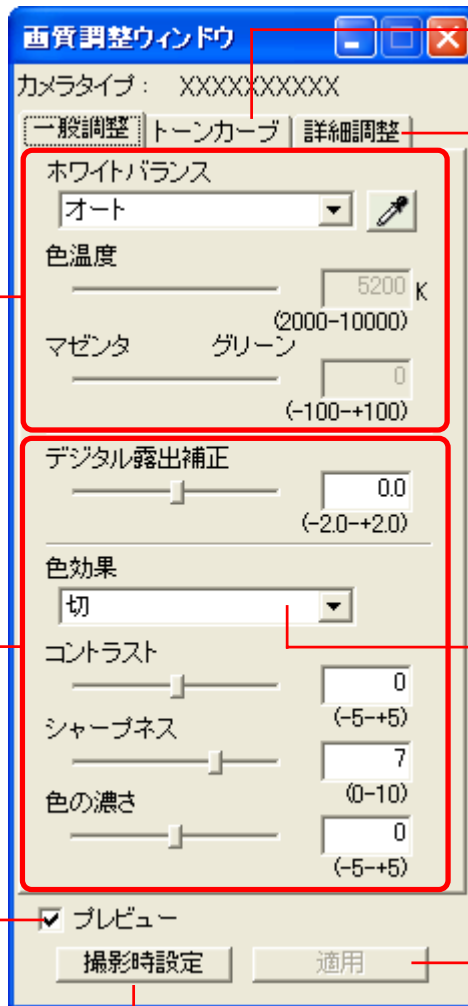 画質調整ウィンドウ
カメラタイプ： XXXXXXXXXX
一般調整 トーンカーブ 詳細調整
ホワイトバランス
オート
色温度
5200 K
(2000-10000)
マゼンタ グリーン
0
(-100-+100)
デジタル露出補正
0.0
(-2.0-+2.0)
色効果
切
コントラスト
0
(-5-+5)
シャープネス
7
(0-10)
色の濃さ
0
(-5-+5)
プレビュー
撮影時設定 適用